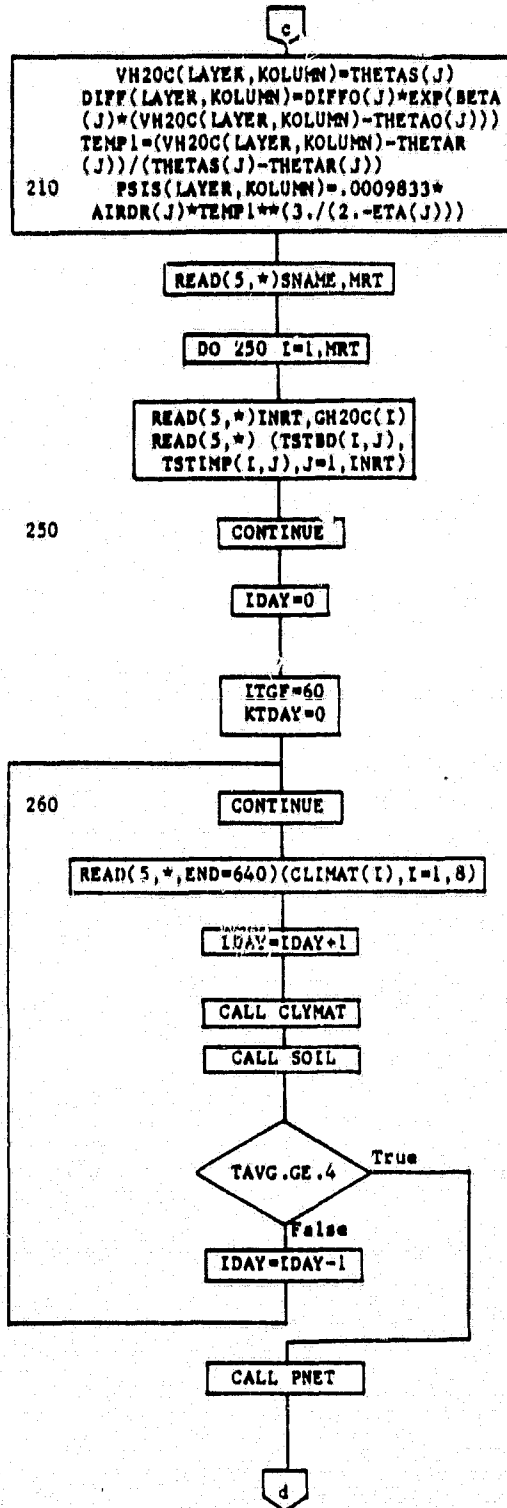 c
VH20C(LAYER,KOLUMN)=THETAS(J)
DIFF(LAYER,KOLUMN)=DIFFO(J)*EXP(BETA
(J)*(VH20C(LAYER,KOLUMN)-THETAO(J)))
TEMP1=(VH20C(LAYER,KOLUMN)-THETAR
(J))/(THETAS(J)-THETAR(J))
210 PSIS(LAYER,KOLUMN)=.0009833*
AIRDR(J)*TEMP1**(3./(2.-ETA(J)))
READ(5,*)SNAME,MRT
DO 250 I=1,MRT
READ(5,*)INRT,GH20C(I)
READ(5,*) (TSTBD(I,J),
TSTIMP(I,J),J=1,INRT)
250 CONTINUE
IDAY=0
ITGF=60
KTDAY=0
260 CONTINUE
READ(5,*,END=640)(CLIMAT(I),I=1,8)
IDAY=IDAY+1
CALL CLYMAT
CALL SOIL
TAVG.GE.4
True
False
IDAY=IDAY-1
CALL PNET
d